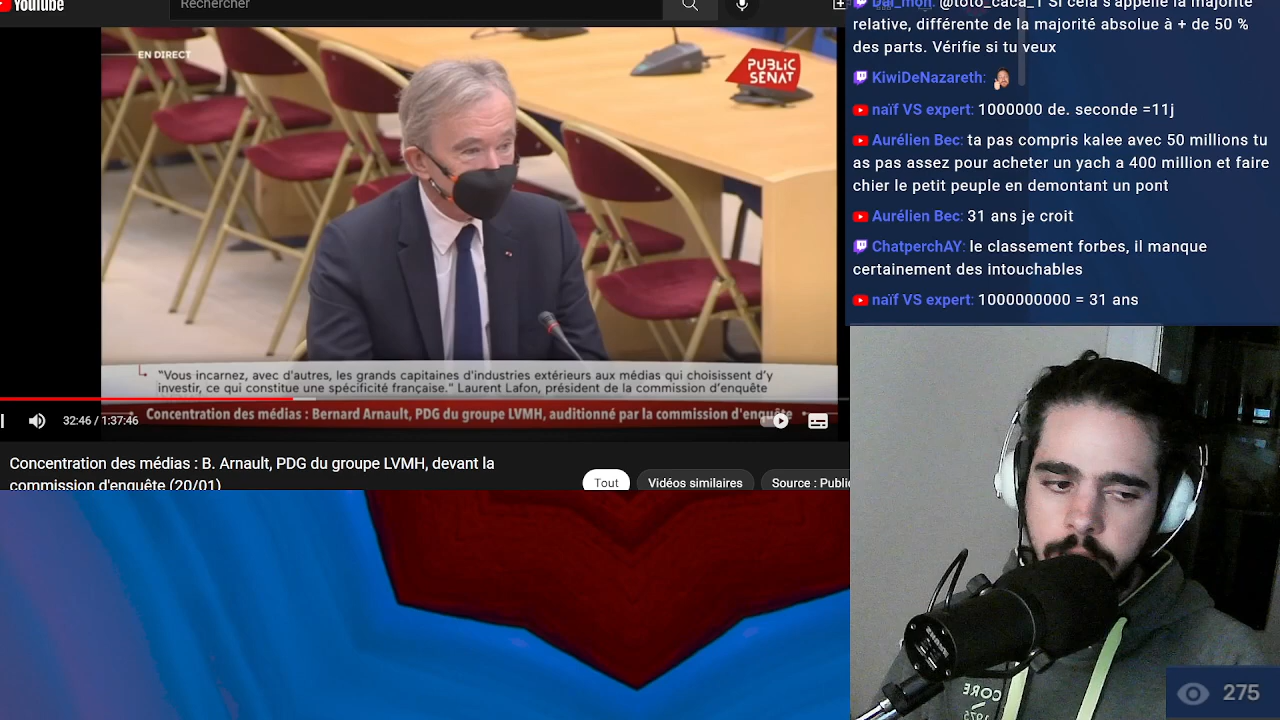 YouTube
Rechercher
EN DIRECT
PUBLIC
SÉNAT
“Vous incarnez, avec d'autres, les grands capitaines d'industries extérieurs aux médias qui choisissent d'y
investir, ce qui constitue une spécificité française.” Laurent Lafon, président de la commission d'enquête
Concentration des médias : Bernard Arnault, PDG du groupe LVMH, auditionné par la commission d'enquête
32:46 / 1:37:46
Concentration des médias : B. Arnault, PDG du groupe LVMH, devant la
commission d'enquête (20/01)
Tout
Vidéos similaires
Source : Public
@toto_caca_1 Si cela s'appelle la majorité
relative, différente de la majorité absolue à + de 50 %
des parts. Vérifie si tu veux
KiwiDeNazareth:
naïf VS expert: 1000000 de. seconde =11j
Aurélien Bec: ta pas compris kalee avec 50 millions tu
as pas assez pour acheter un yach a 400 million et faire
chier le petit peuple en demontant un pont
Aurélien Bec: 31 ans je croit
ChatperchAY: le classement forbes, il manque
certainement des intouchables
naïf VS expert: 1000000000 = 31 ans
CORE
275